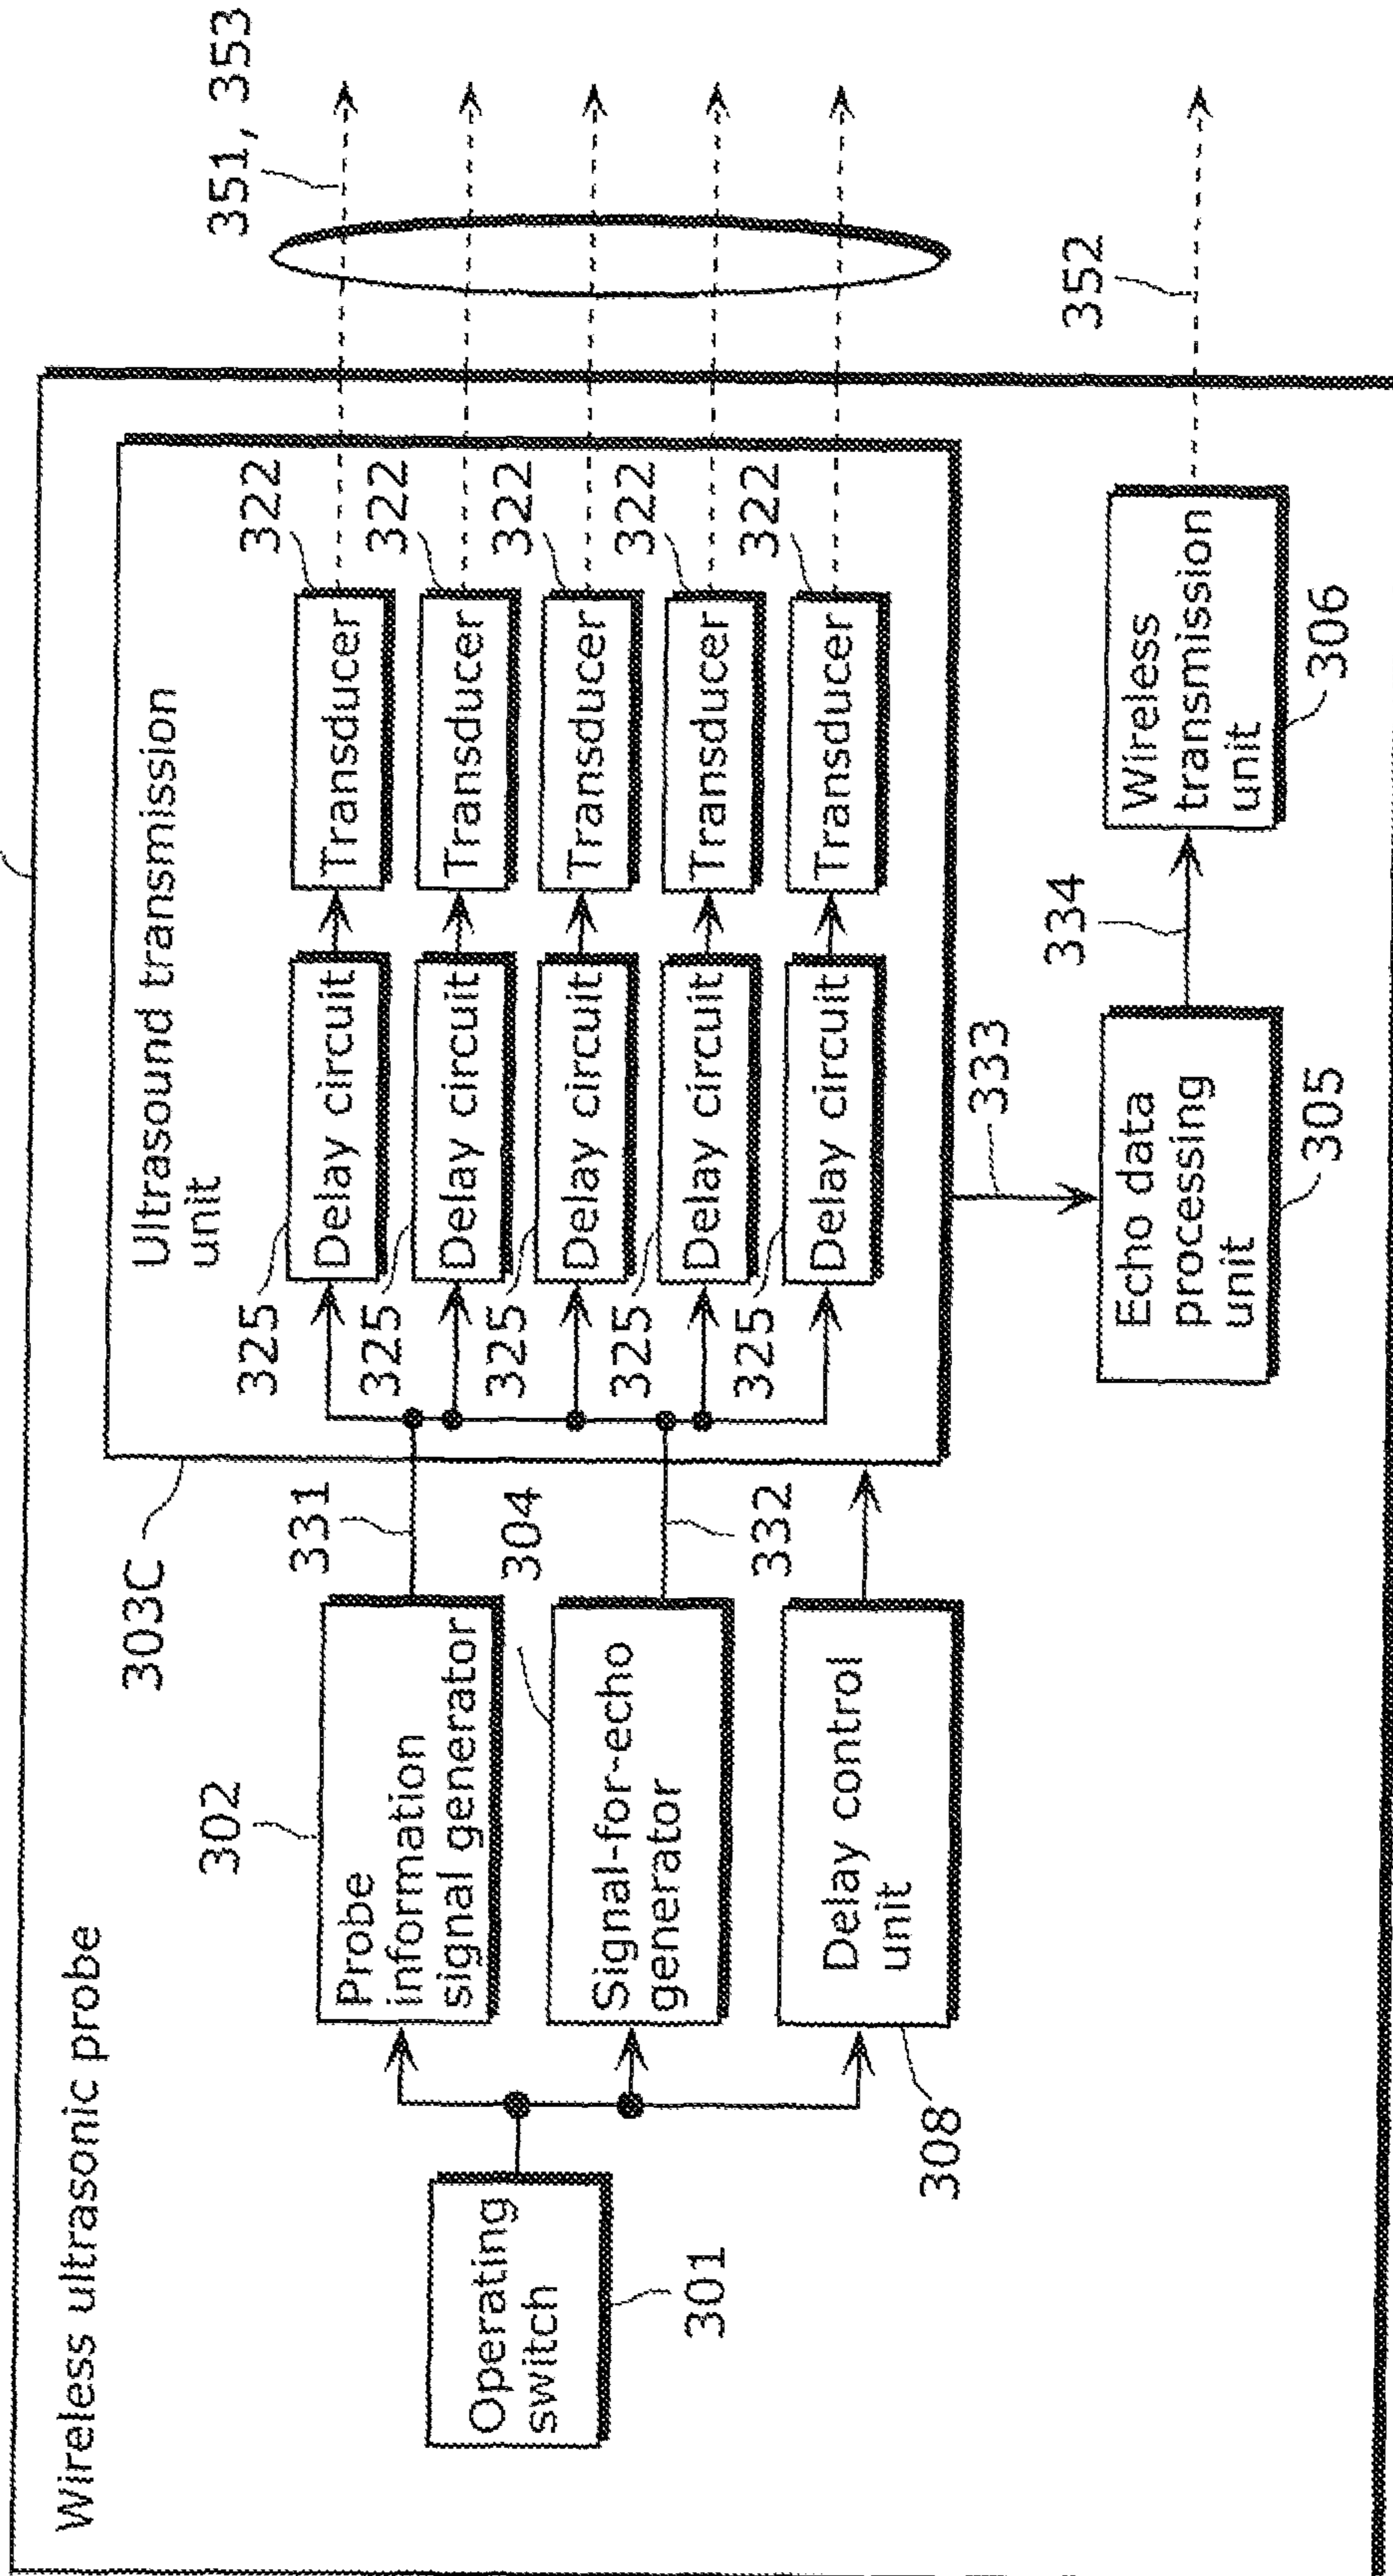 Wireless ultrasonic probe
Operating
switch
301
302
Probe
information
signal generator
304
Signal-for-echo
generator
Delay control
unit
308
331
332
303C
Ultrasound transmission
unit
325
Delay circuit
Transducer
322
325
Delay circuit
Transducer
322
325
Delay circuit
Transducer
322
325
Delay circuit
Transducer
322
325
Delay circuit
Transducer
322
351, 353
333
Echo data
processing
unit
305
334
Wireless
transmission
unit
306
352